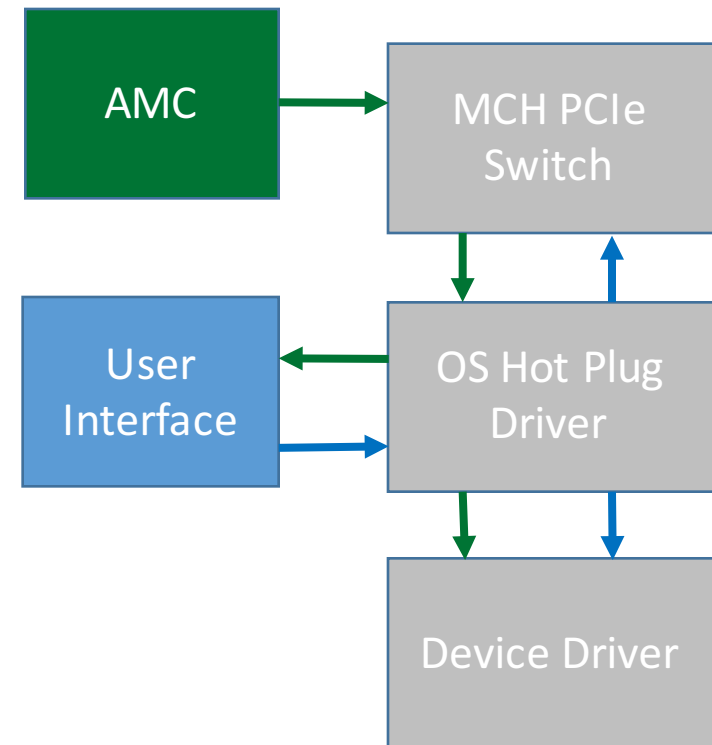 AMC
MCH PCIe
Switch
User
Interface
OS Hot Plug
Driver
Device Driver